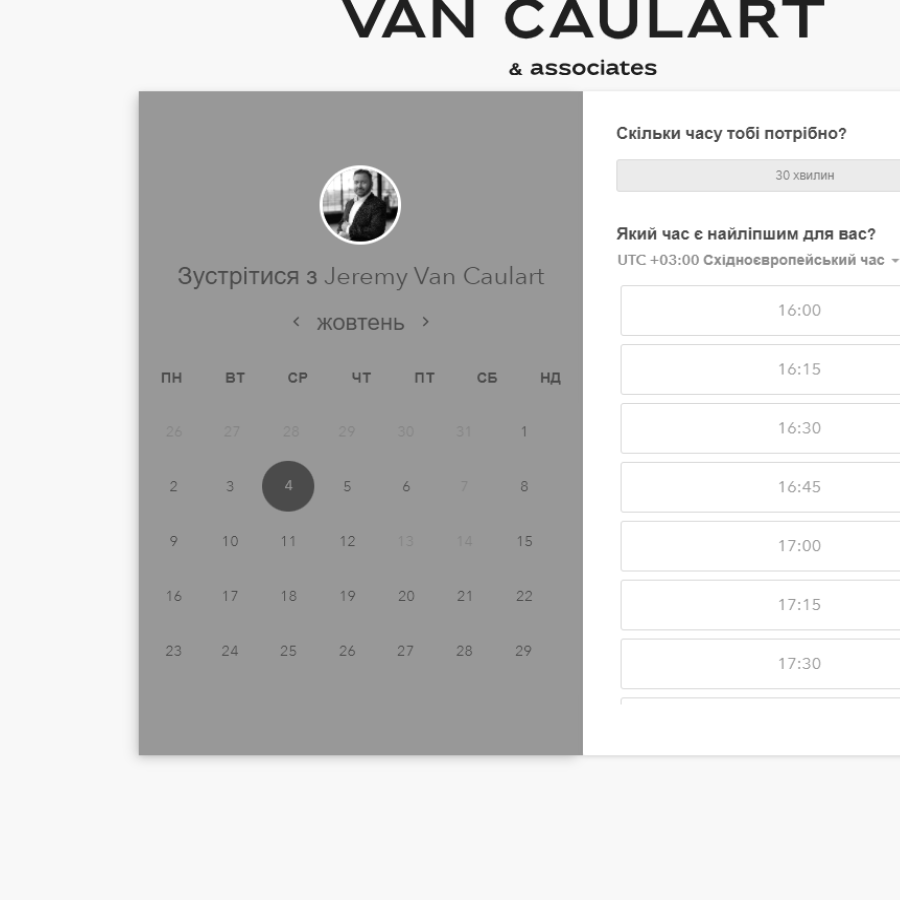 VAN CAULART
& associates
Зустрітися з Jeremy Van Caulart
жовтень
ПН ВТ СР ЧТ ПТ СБ НД
26 27 28 29 30 31 1
2 3 4 5 6 7 8
9 10 11 12 13 14 15
16 17 18 19 20 21 22
23 24 25 26 27 28 29
Скільки часу тобі потрібно?
30 хвилин
Який час є найліпшим для вас?
UTC +03:00 Східноєвропейський час
16:00
16:15
16:30
16:45
17:00
17:15
17:30